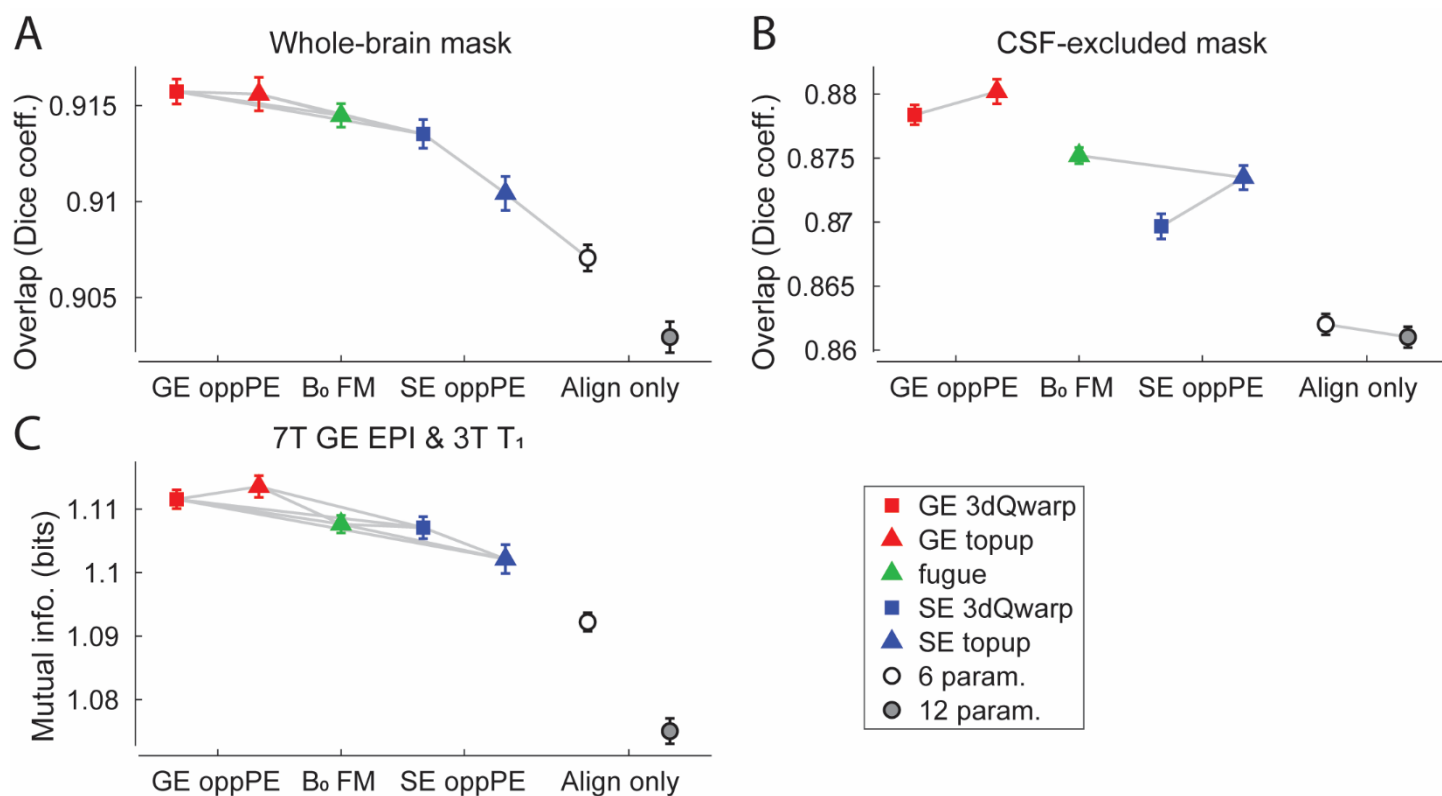 A
Whole-brain mask
Overlap (Dice coeff.)
0.915
0.91
0.905
GE oppPE B₀ FM SE oppPE Align only
B
CSF-excluded mask
Overlap (Dice coeff.)
0.88
0.875
0.87
0.865
0.86
GE oppPE B₀ FM SE oppPE Align only
C
7T GE EPI & 3T T₁
Mutual info. (bits)
1.11
1.1
1.09
1.08
GE oppPE B₀ FM SE oppPE Align only
GE 3dQwarp
GE topup
fugue
SE 3dQwarp
SE topup
6 param.
12 param.